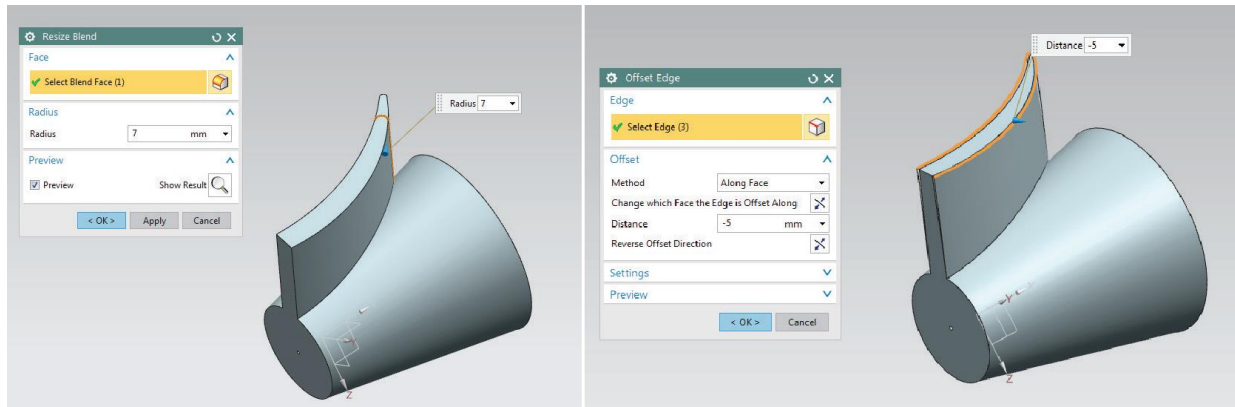 Resize Blend
Face
Select Blend Face (1)
Radius
Radius 7 mm
Preview
Preview Show Result
< OK > Apply Cancel
Radius 7
Z
Offset Edge
Edge
Select Edge (3)
Offset
Method Along Face
Change which Face the Edge is Offset Along
Distance -5 mm
Reverse Offset Direction
Settings
Preview
< OK > Cancel
Distance -5
Y
Z